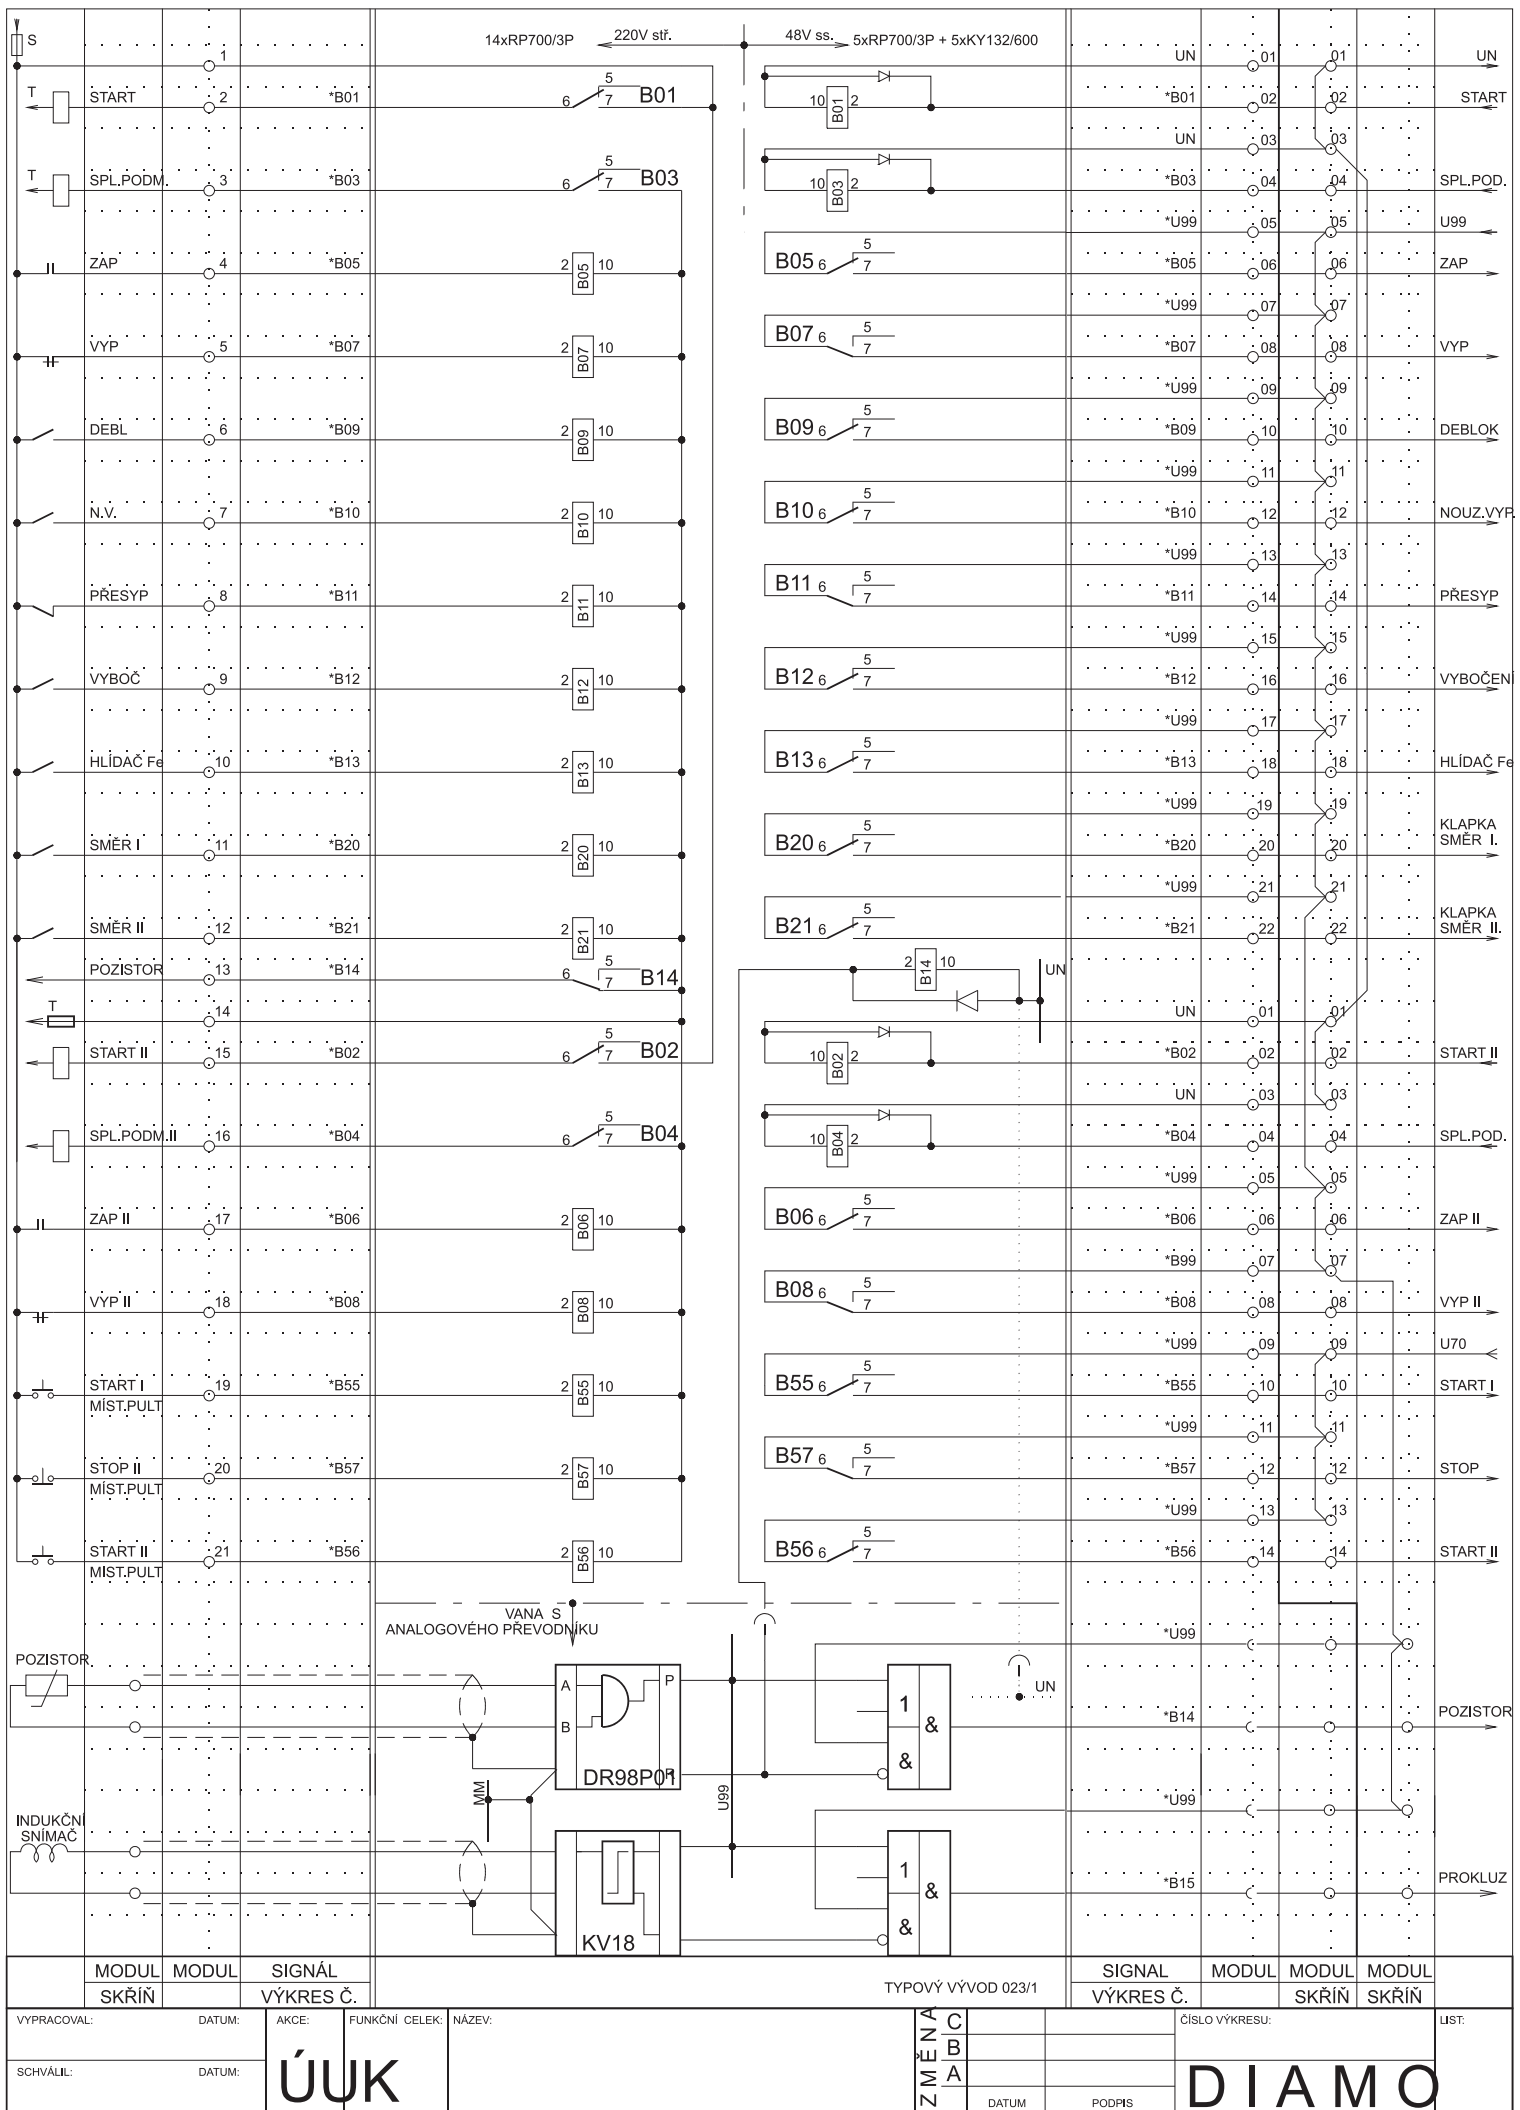 S 14xRP700/3P 220V stř. 48V ss. 5xRP700/3P + 5xKY132/600
1 UN 01 01 UN
T START 2 *B01 6 5 7 B01 10 B01 2 *B01 02 02 START
UN 03 03
T SPL.PODM. 3 *B03 6 5 7 B03 10 B03 2 *B03 04 04 SPL.POD.
*U99 05 05 U99
ZAP 4 *B05 2 B05 10 B05 6 5 7 *B05 06 06 ZAP
*U99 07 07
VYP 5 *B07 2 B07 10 B07 6 5 7 *B07 08 08 VYP
*U99 09 09
DEBL 6 *B09 2 B09 10 B09 6 5 7 *B09 10 10 DEBLOK
*U99 11 11
N.V. 7 *B10 2 B10 10 B10 6 5 7 *B10 12 12 NOUZ.VYP.
*U99 13 13
PŘESYP 8 *B11 2 B11 10 B11 6 5 7 *B11 14 14 PŘESYP
*U99 15 15
VYBOČ 9 *B12 2 B12 10 B12 6 5 7 *B12 16 16 VYBOČENÍ
*U99 17 17
HLÍDAČ Fe 10 *B13 2 B13 10 B13 6 5 7 *B13 18 18 HLÍDAČ Fe
*U99 19 19
KLAPKA
SMĚR I 11 *B20 2 B20 10 B20 6 5 7 *B20 20 20 SMĚR I.
*U99 21 21
KLAPKA
SMĚR II 12 *B21 2 B21 10 B21 6 5 7 *B21 22 22 SMĚR II.
POZISTOR 13 *B14 6 5 7 B14 2 B14 10 UN
T 14 UN 01 01
START II 15 *B02 6 5 7 B02 10 B02 2 *B02 02 02 START II
UN 03 03
SPL.PODM.II 16 *B04 6 5 7 B04 10 B04 2 *B04 04 04 SPL.POD.
*U99 05 05
ZAP II 17 *B06 2 B06 10 B06 6 5 7 *B06 06 06 ZAP II
*B99 07 07
VYP II 18 *B08 2 B08 10 B08 6 5 7 *B08 08 08 VYP II
*U99 09 09 U70
START I 19 *B55 2 B55 10 B55 6 5 7 *B55 10 10 START I
MÍST.PULT
*U99 11 11
STOP II 20 *B57 2 B57 10 B57 6 5 7 *B57 12 12 STOP
MÍST.PULT
*U99 13 13
START II 21 *B56 2 B56 10 B56 6 5 7 *B56 14 14 START II
MIST.PULT
VANA S
ANALOGOVÉHO PŘEVODNÍKU
*U99
POZISTOR A P UN
B 1 & *B14 POZISTOR
&
DR98P01 R
MM U99
*U99
INDUKČNÍ
SNÍMAČ
1 & *B15 PROKLUZ
&
KV18
MODUL MODUL SIGNÁL SIGNAL MODUL MODUL MODUL
SKŘÍŇ VÝKRES Č. TYPOVÝ VÝVOD 023/1 VÝKRES Č. SKŘÍŇ SKŘÍŇ
VYPRACOVAL: DATUM: AKCE: FUNKČNÍ CELEK: NÁZEV: ZMĚNA C ČÍSLO VÝKRESU: LIST:
B
SCHVÁLIL: DATUM: ÚUK A DIAMO
DATUM PODPIS